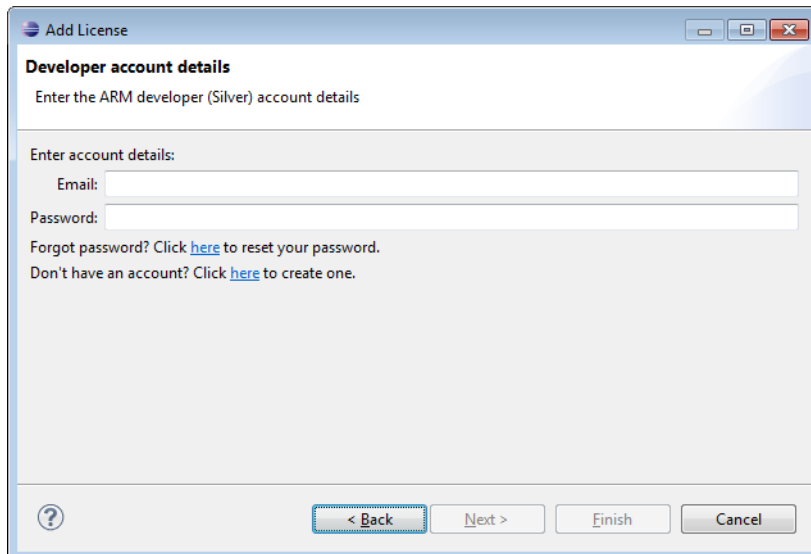 Add License
Developer account details
Enter the ARM developer (Silver) account details
Enter account details:
Email:
Password:
Forgot password? Click here to reset your password.
Don't have an account? Click here to create one.
? < Back Next > Finish Cancel